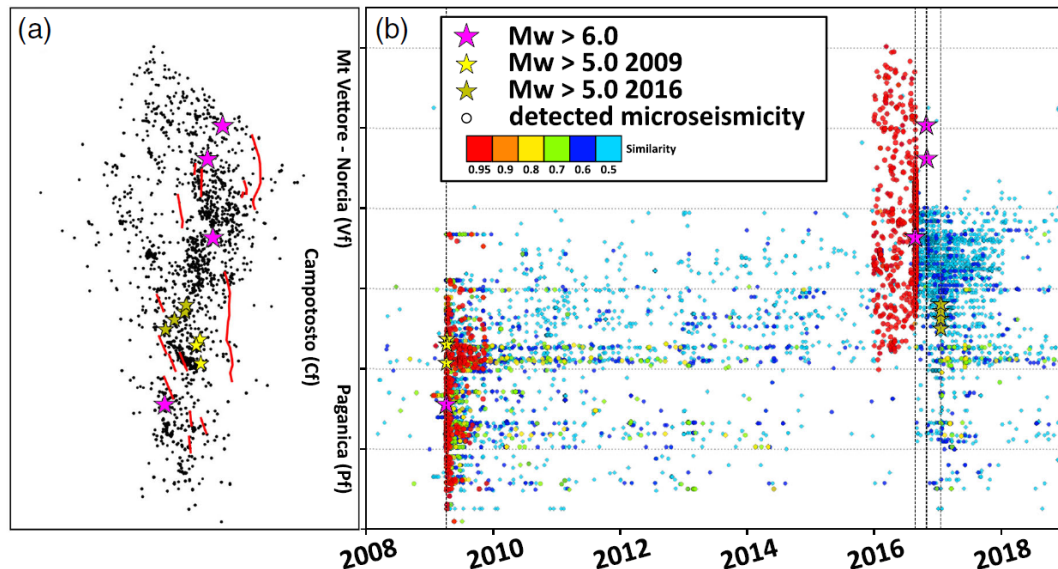 (a)
Mt Vettore - Norcia (Vf)
Campotosto (Cf)
Paganica (Pf)
(b)
Mw > 6.0
Mw > 5.0 2009
Mw > 5.0 2016
detected microseismicity
Similarity
0.95 0.9 0.8 0.7 0.6 0.5
2008 2010 2012 2014 2016 2018